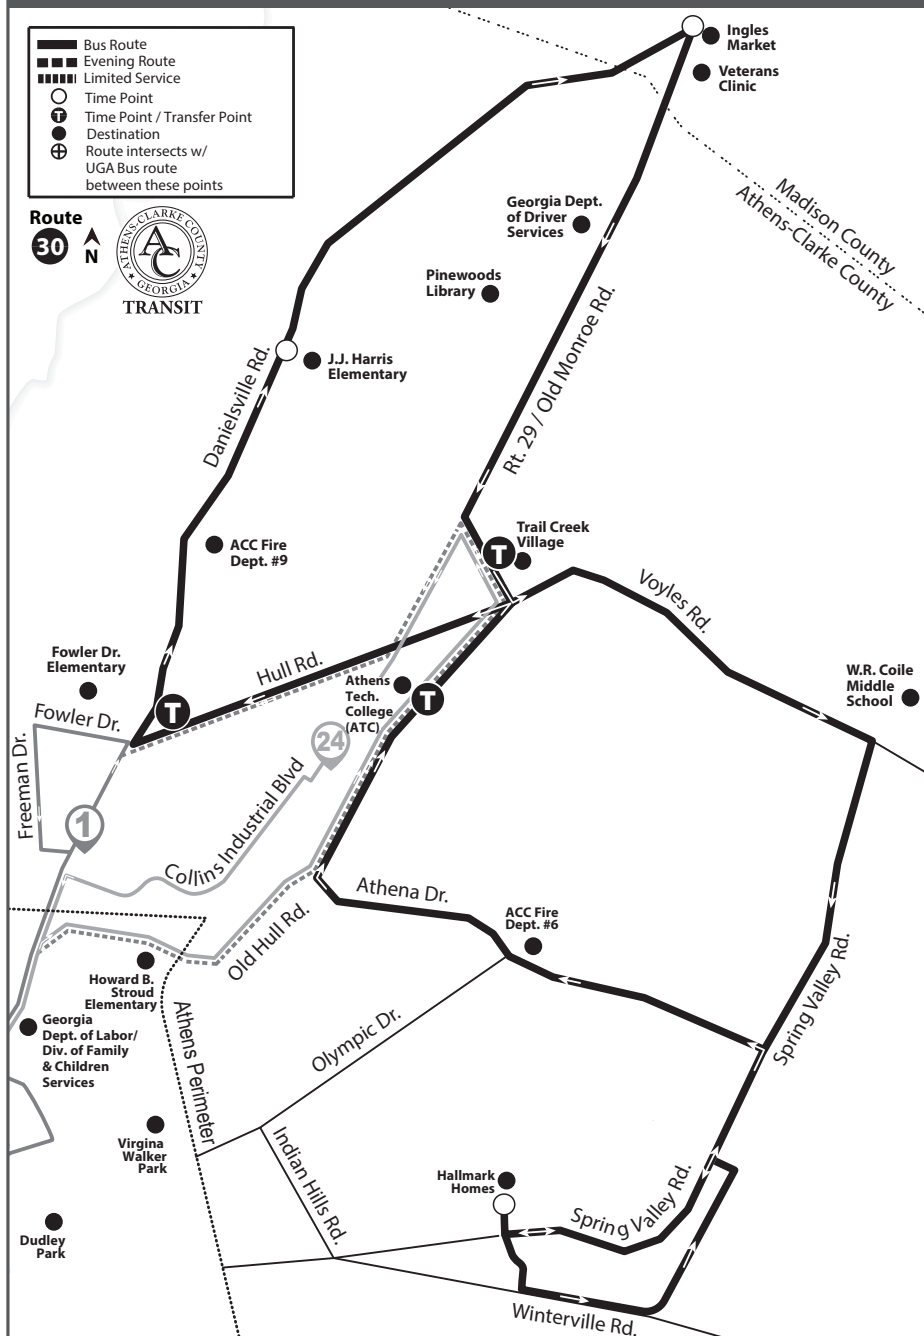 Bus Route
Evening Route
Limited Service
Time Point
T
Time Point / Transfer Point
Destination
Route intersects w/
UGA Bus route
between these points
Route
30
N
ATHENS-CLARKE COUNTY
AC
GEORGIA
TRANSIT
Ingles
Market
Veterans
Clinic
Madison County
Athens-Clarke County
Georgia Dept.
of Driver
Services
Pinewoods
Library
Rt. 29 / Old Monroe Rd.
J.J. Harris
Elementary
Danielsville Rd.
ACC Fire
Dept. #9
Trail Creek
Village
T
Voyles Rd.
Fowler Dr.
Elementary
Hull Rd.
W.R. Coile
Middle
School
Athens
Tech.
College
(ATC)
T
T
Fowler Dr.
Freeman Dr.
24
1
Collins Industrial Blvd
Athena Dr.
ACC Fire
Dept. #6
Old Hull Rd.
Spring Valley Rd.
Howard B.
Stroud
Elementary
Georgia
Dept. of Labor/
Div. of Family
& Children
Services
Athens Perimeter
Olympic Dr.
Virgina
Walker
Park
Indian Hills Rd.
Hallmark
Homes
Spring Valley Rd.
Dudley
Park
Winterville Rd.